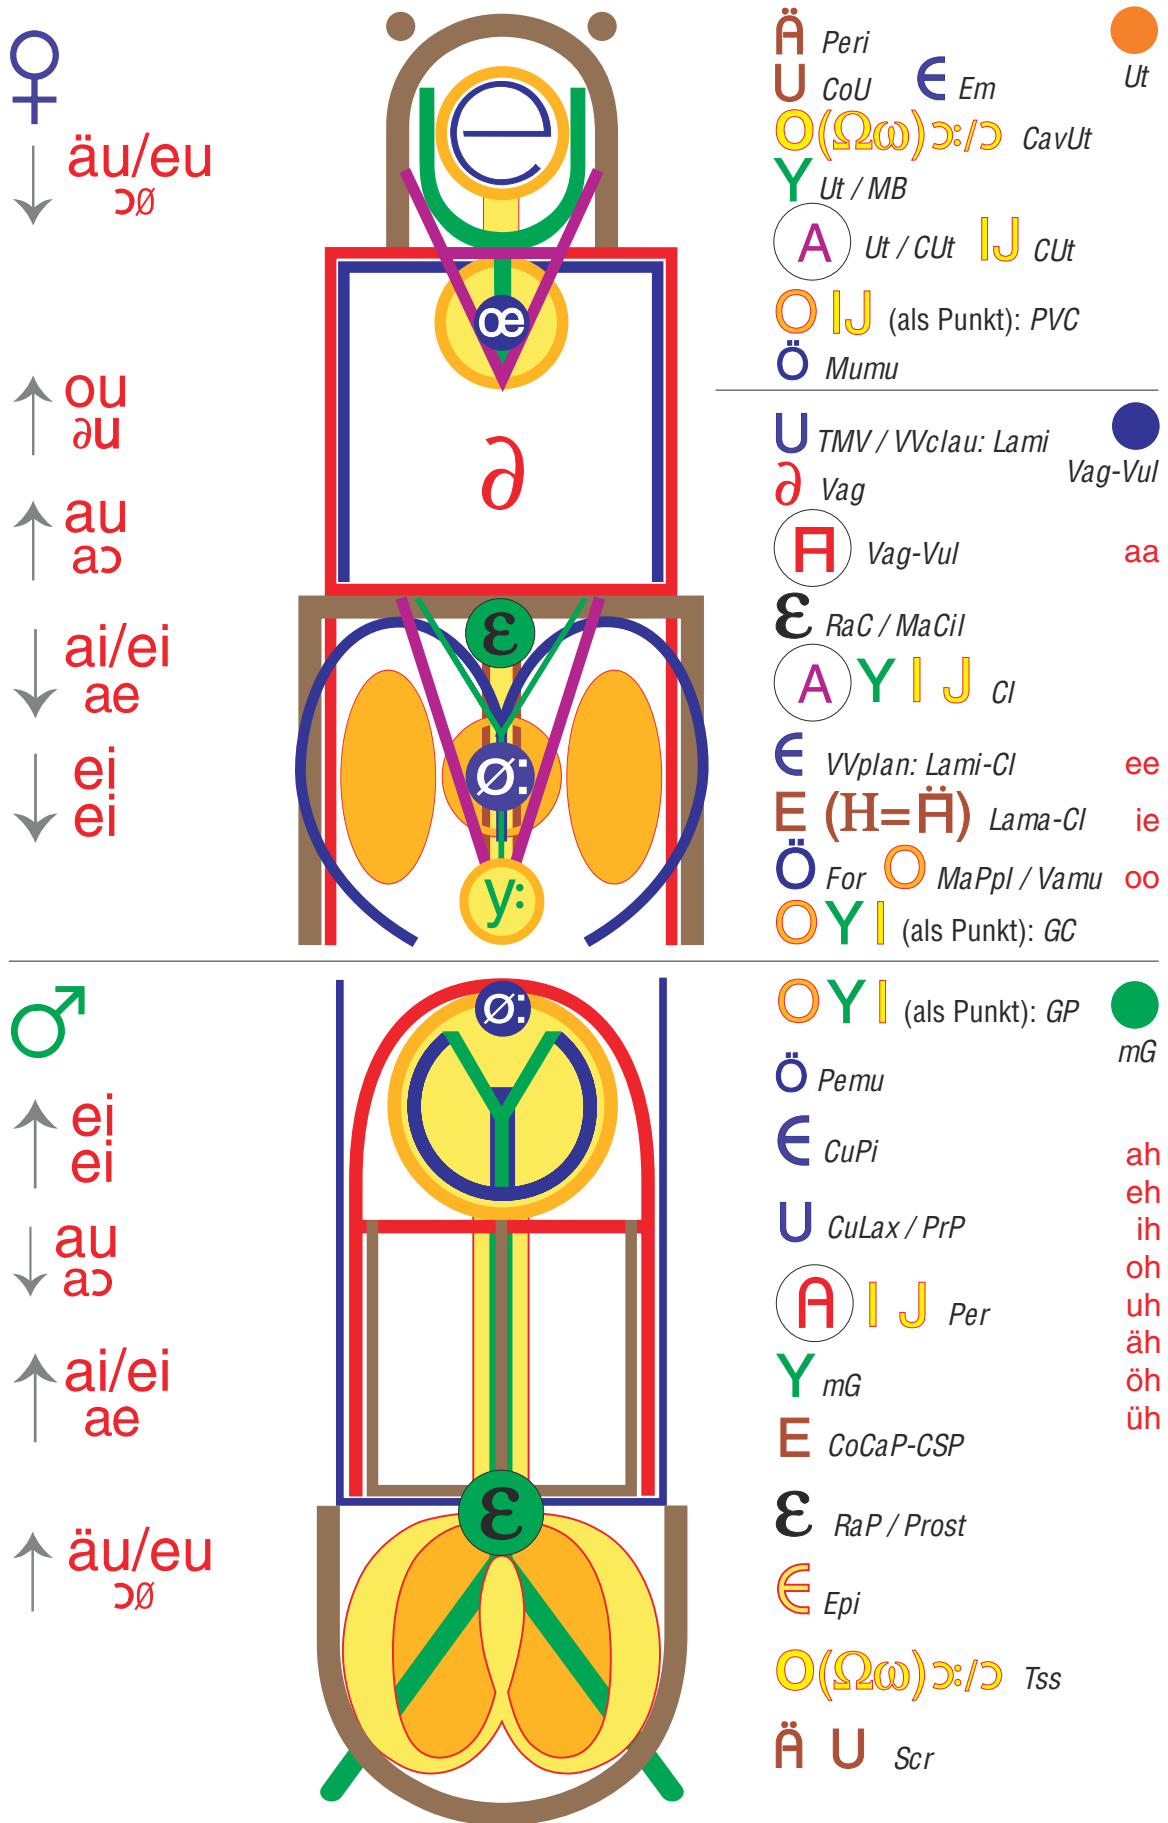 ♀
äu/eu
ɔø
ou
∂u
au
aɔ
ai/ei
ae
ei
ei
e
œ
∂
ε
ø:
y:
Ä Peri
Ut
U CoU ∈ Em
O(Ωω)ɔ:/ɔ CavUt
Y Ut / MB
A Ut / CUt IJ CUt
O IJ (als Punkt): PVC
Ö Mumu
U TMV / VVclau: Lami
Vag-Vul
∂ Vag
A Vag-Vul aa
ε RaC / MaCil
A Y I J Cl
∈ VVplan: Lami-Cl ee
E (H=Ä) Lama-Cl ie
Ö For O MaPpl / Vamu oo
O Y I (als Punkt): GC
♂
ei
ei
au
aɔ
ai/ei
ae
äu/eu
ɔø
ø:
Y
ε
O Y I (als Punkt): GP
mG
Ö Pemu
∈ CuPi
U CuLax / PrP
A I J Per
Y mG
E CoCaP-CSP
ε RaP / Prost
∈ Epi
O(Ωω)ɔ:/ɔ Tss
Ä U Scr
ah
eh
ih
oh
uh
äh
öh
üh